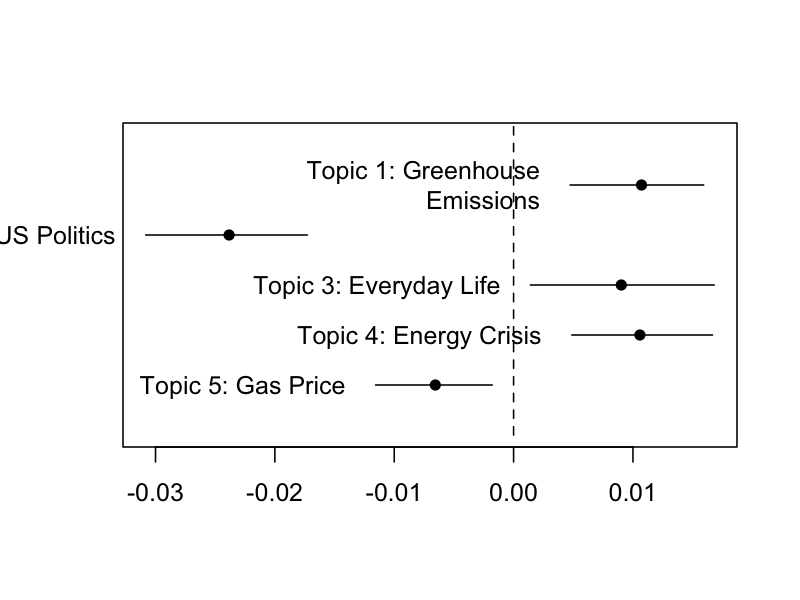 Topic 1: Greenhouse
Emissions
US Politics
Topic 3: Everyday Life
Topic 4: Energy Crisis
Topic 5: Gas Price
-0.03
-0.02
-0.01
0.00
0.01